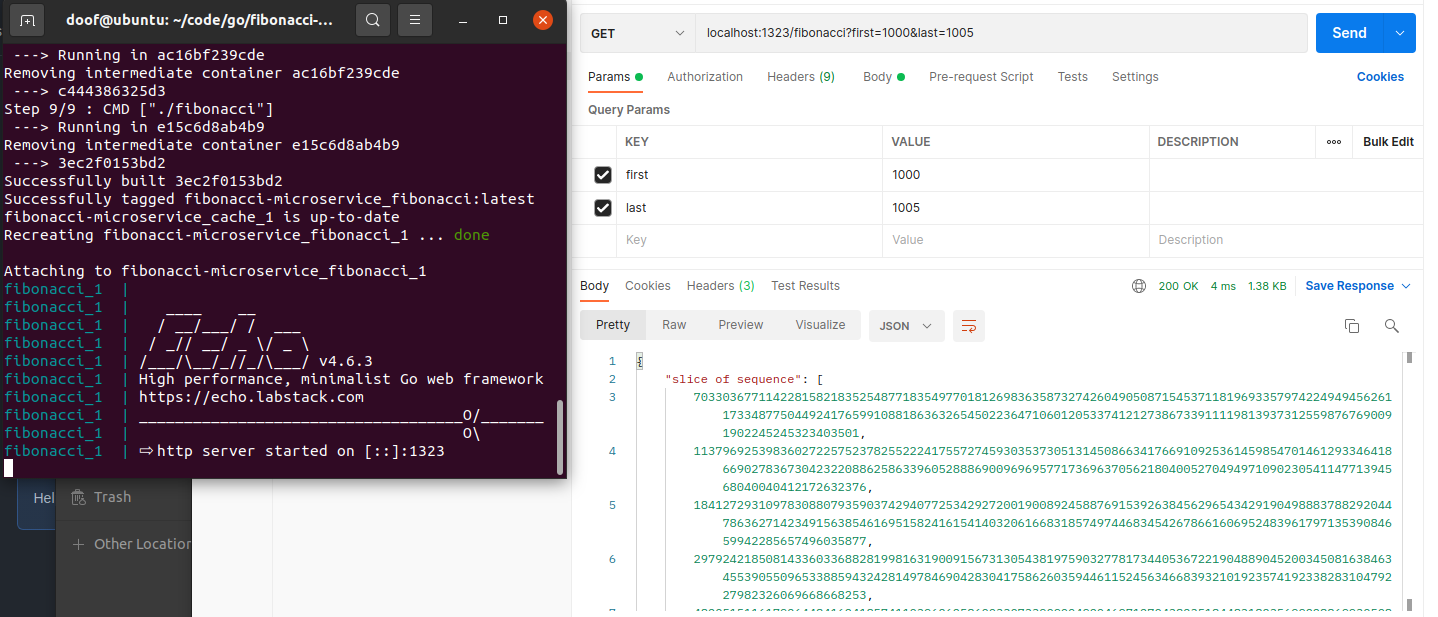 doof@ubuntu: ~/code/go/fibonacci-...
---> Running in ac16bf239cde
Removing intermediate container ac16bf239cde
---> c444386325d3
Step 9/9 : CMD ["./fibonacci"]
---> Running in e15c6d8ab4b9
Removing intermediate container e15c6d8ab4b9
---> 3ec2f0153bd2
Successfully built 3ec2f0153bd2
Successfully tagged fibonacci-microservice_fibonacci:latest
fibonacci-microservice_cache_1 is up-to-date
Recreating fibonacci-microservice_fibonacci_1 ... done
Attaching to fibonacci-microservice_fibonacci_1
fibonacci_1 |
fibonacci_1 |    ____    __
fibonacci_1 |   / __/___/ /  ___
fibonacci_1 |  / _// __/ _ \/ _ \
fibonacci_1 | /___/\__/_//_/\___/ v4.6.3
fibonacci_1 | High performance, minimalist Go web framework
fibonacci_1 | https://echo.labstack.com
fibonacci_1 | ____________________________________O/_______
fibonacci_1 |                                     O\
fibonacci_1 | ⇨ http server started on [::]:1323
Hel
Trash
+ Other Location
GET
localhost:1323/fibonacci?first=1000&last=1005
Send
Params Authorization Headers (9) Body Pre-request Script Tests Settings Cookies
Query Params
KEY VALUE DESCRIPTION ooo Bulk Edit
first 1000
last 1005
Key Value Description
Body Cookies Headers (3) Test Results 200 OK 4 ms 1.38 KB Save Response
Pretty Raw Preview Visualize JSON
1 {
2 "slice of sequence": [
3 70330367711422815821835254877183549770181269836358732742604905087154537118196933579742249494562611733487750449241765991088186363265450223647106012053374121273867339111198139373125598767690091902245245323403501,
4 113796925398360272257523782552224175572745930353730513145086634176691092536145985470146129334641866902783673042322088625863396052888690096969577173696370562180400527049497109023054114771394568040040412172632376,
5 184127293109783088079359037429407725342927200190089245887691539263845629654342919049888378829204478636271423491563854616951582416154140320616683185749744683454267866160695248396179713539084659942285657496035877,
6 297924218508143360336882819981631900915673130543819759032778173440536722190488904520034508163846345539055096533885943242814978469042830417586260359446115245634668393210192357419233828310479227982326069668668253,